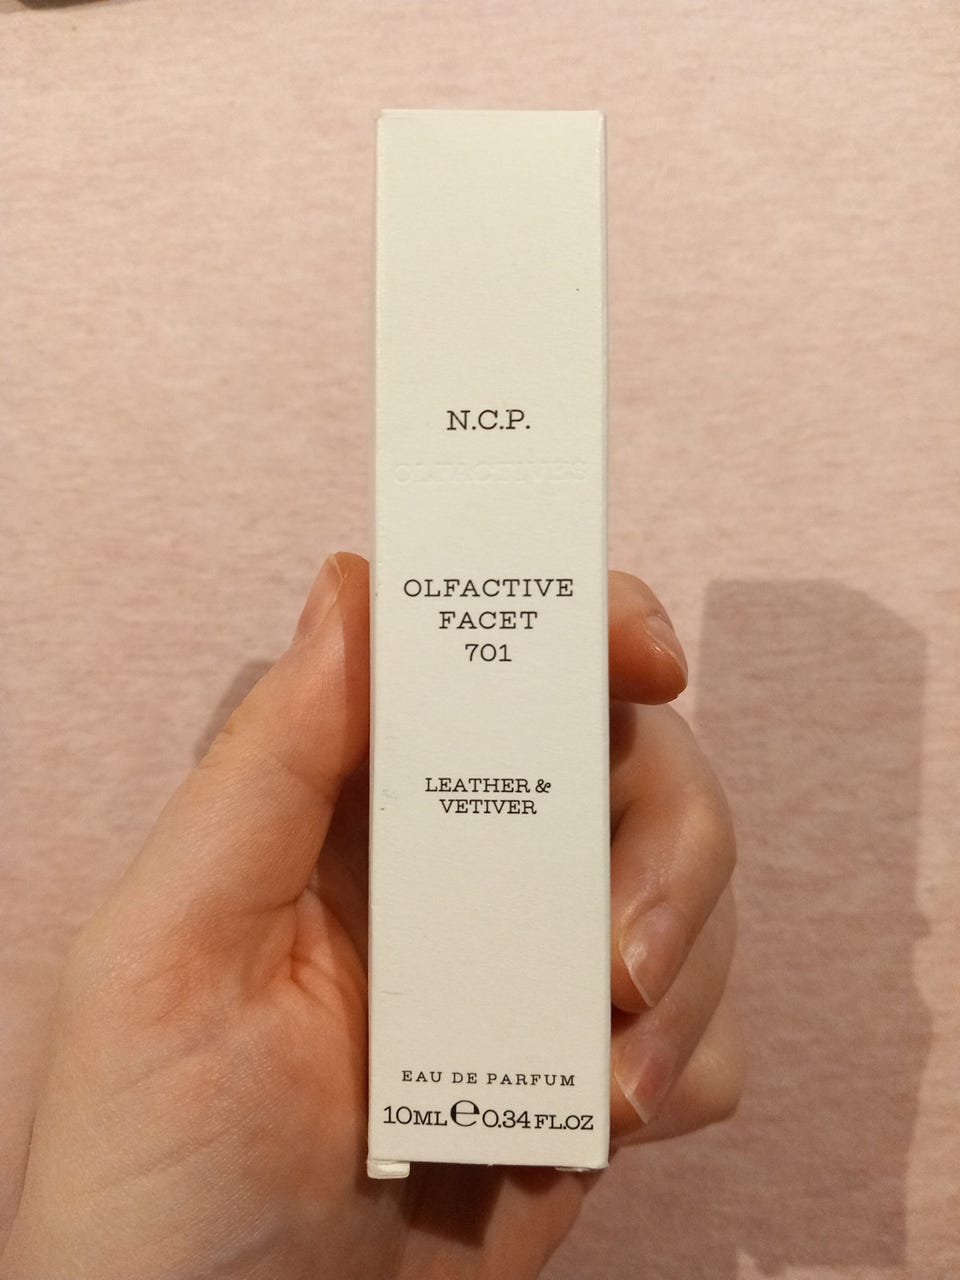 N.C.P.
OLFACTIVES
OLFACTIVE
FACET
701
LEATHER &
VETIVER
EAU DE PARFUM
10ML℮0.34FL.OZ